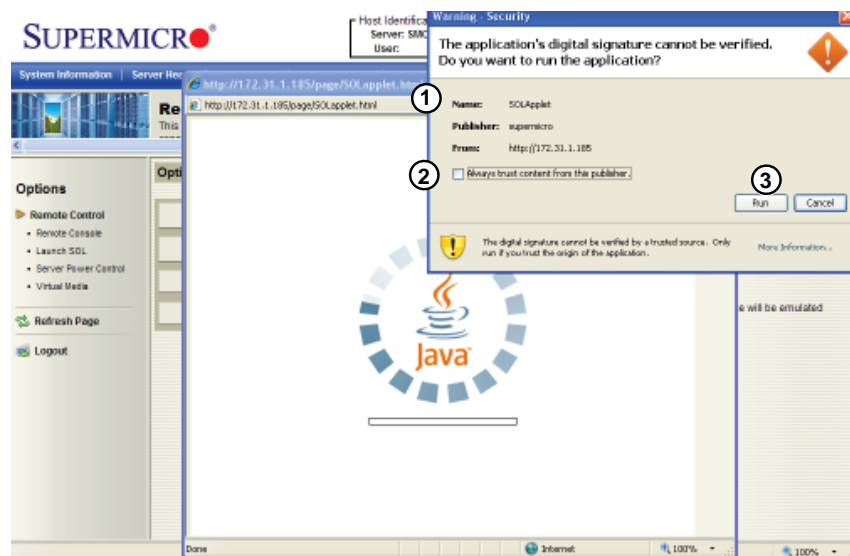 SUPERMICRO
Host Identifica
Server: SMC
User:
System Information
Server Hea
Re
This
Options
Opti
Remote Control
Remote Console
Launch SOL
Server Power Control
Virtual Media
Refresh Page
Logout
http://172.31.1.185/page/SOLapplet.htm
http://172.31.1.185/page/SOLapplet.html
Java
Done
Internet
100%
Warning - Security
The application's digital signature cannot be verified.
Do you want to run the application?
1
Name: SOLApplet
Publisher: supermicro
From: http://172.31.1.185
2
Always trust content from this publisher.
3
Run Cancel
The digital signature cannot be verified by a trusted source. Only
run if you trust the origin of the application.
More Information...
e will be emulated
100%